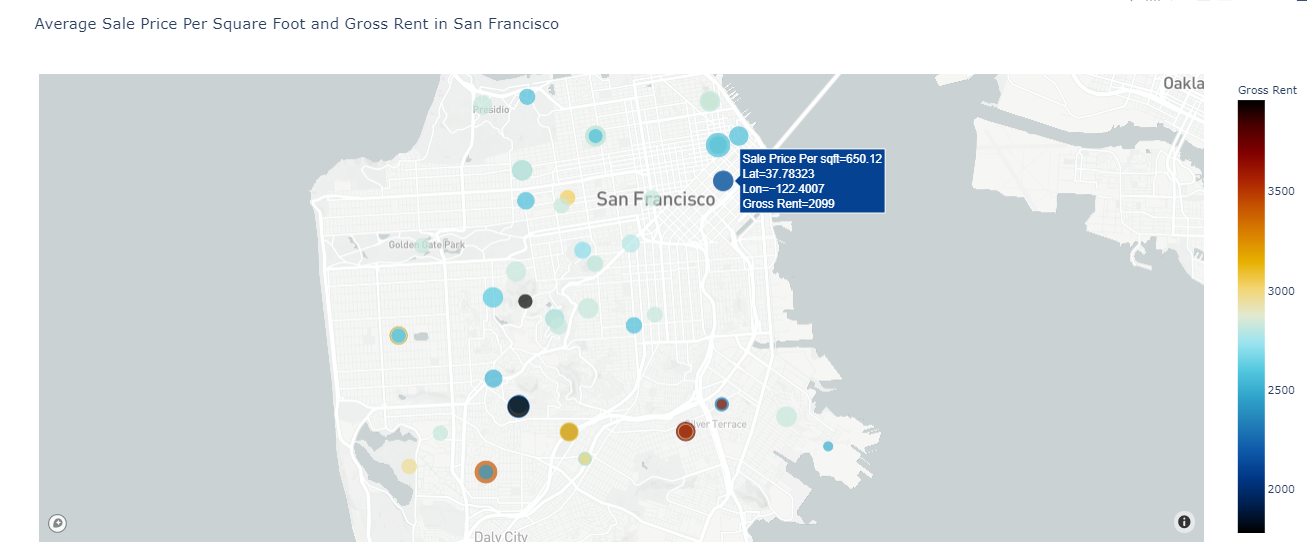 Average Sale Price Per Square Foot and Gross Rent in San Francisco
Oakla
Gross Rent
Presidio
Sale Price Per sqft=650.12
Lat=37.78323
Lon=−122.4007
Gross Rent=2099
San Francisco
3500
Golden Gate Park
3000
2500
lver Terrace
2000
Daly City